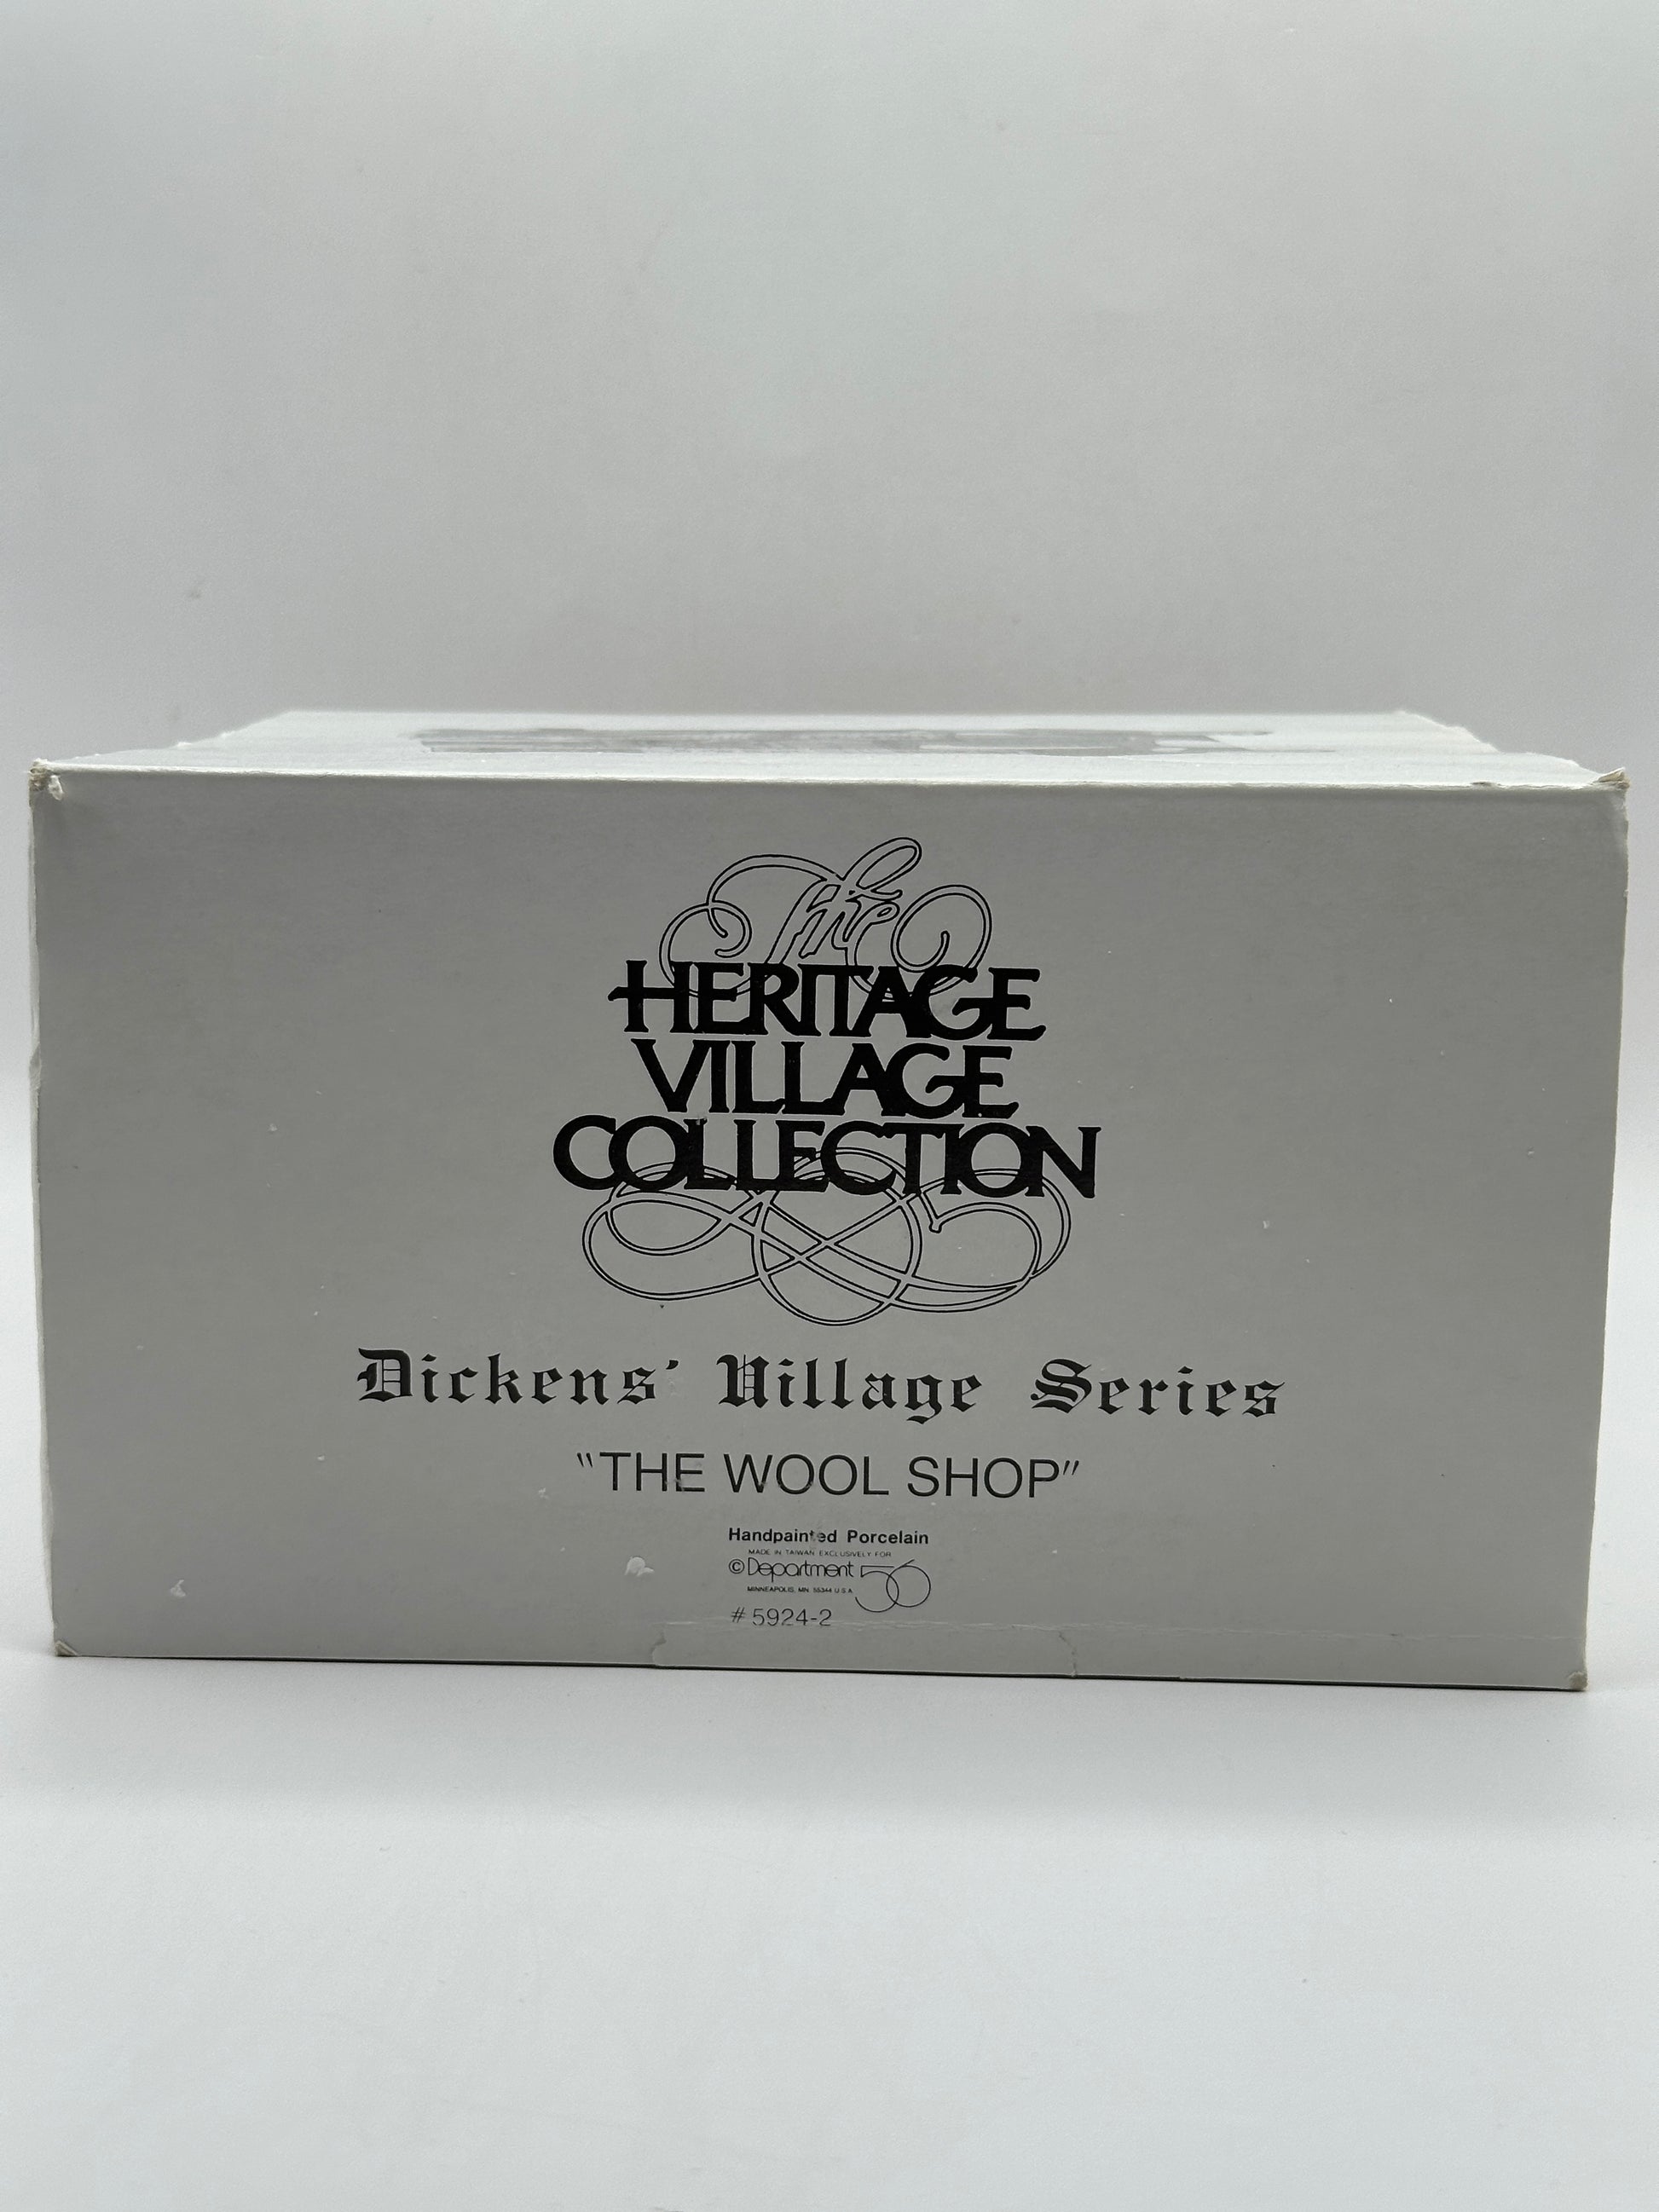 The
HERITAGE
VILLAGE
COLLECTION
Dickens' Village Series
"THE WOOL SHOP"
Handpainted Porcelain
MADE IN TAIWAN EXCLUSIVELY FOR
© Department 56
MINNEAPOLIS, MN 55344 U S A
# 5924-2